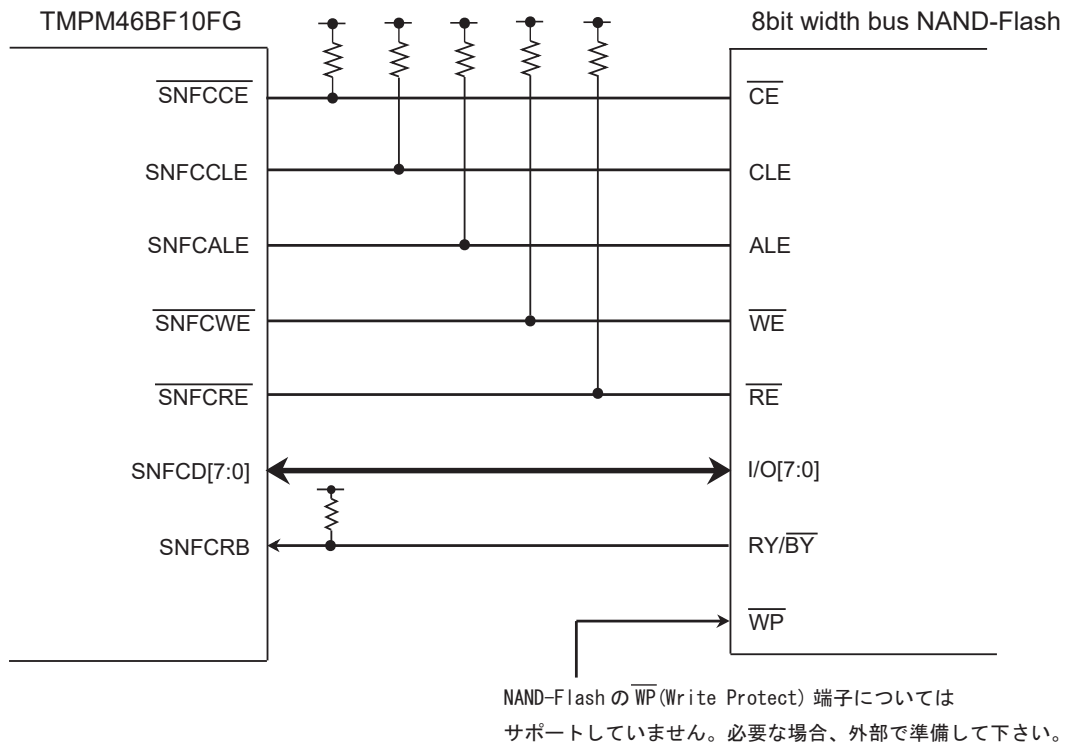 TMPM46BF10FG
8bit width bus NAND-Flash
SNFCCE
CE
SNFCCLE
CLE
SNFCALE
ALE
SNFCWE
WE
SNFCRE
RE
SNFCD[7:0]
I/O[7:0]
SNFCRB
RY/BY
WP
NAND-Flash の WP(Write Protect) 端子については
サポートしていません。必要な場合、外部で準備して下さい。